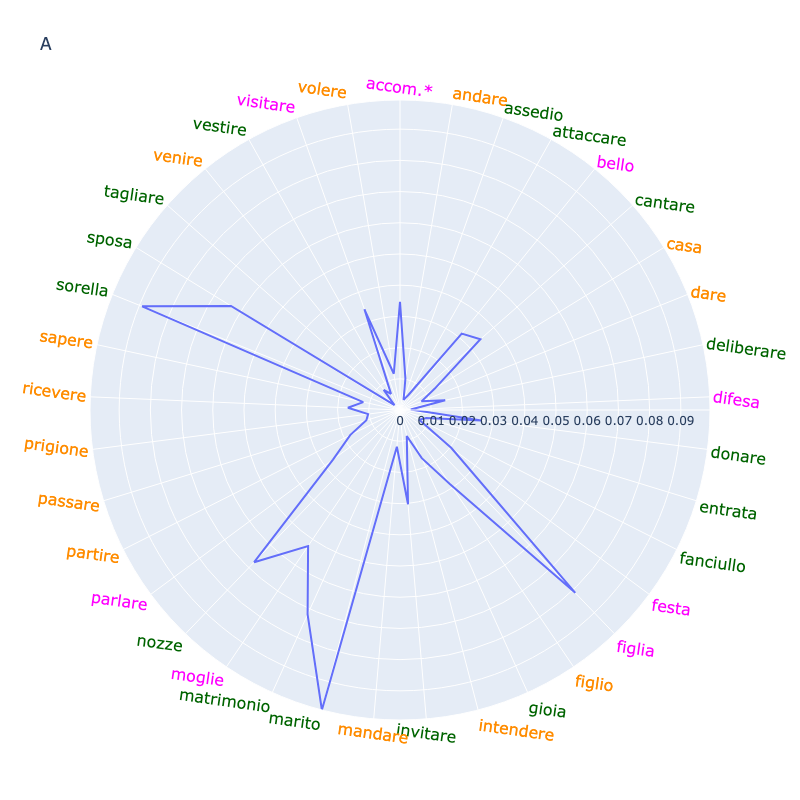 A
accom.*
andare
assedio
attaccare
bello
cantare
casa
dare
deliberare
difesa
donare
entrata
fanciullo
festa
figlia
figlio
gioia
intendere
invitare
mandare
marito
matrimonio
moglie
nozze
parlare
partire
passare
prigione
ricevere
sapere
sorella
sposa
tagliare
venire
vestire
visitare
volere
0 0.01 0.02 0.03 0.04 0.05 0.06 0.07 0.08 0.09